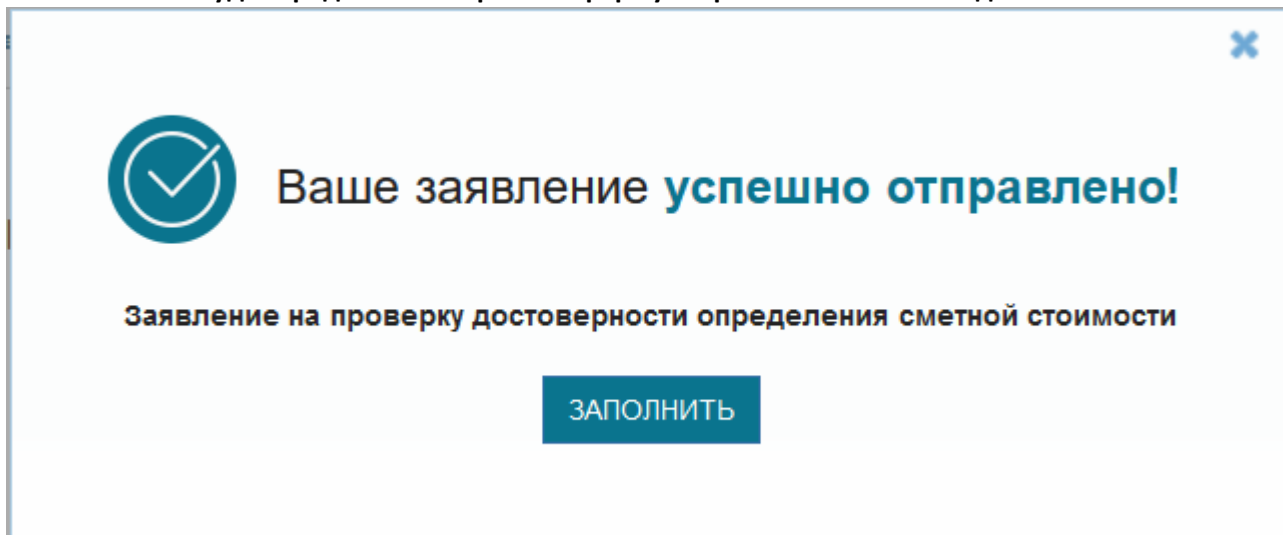 Ваше заявление успешно отправлено!
Заявление на проверку достоверности определения сметной стоимости
ЗАПОЛНИТЬ